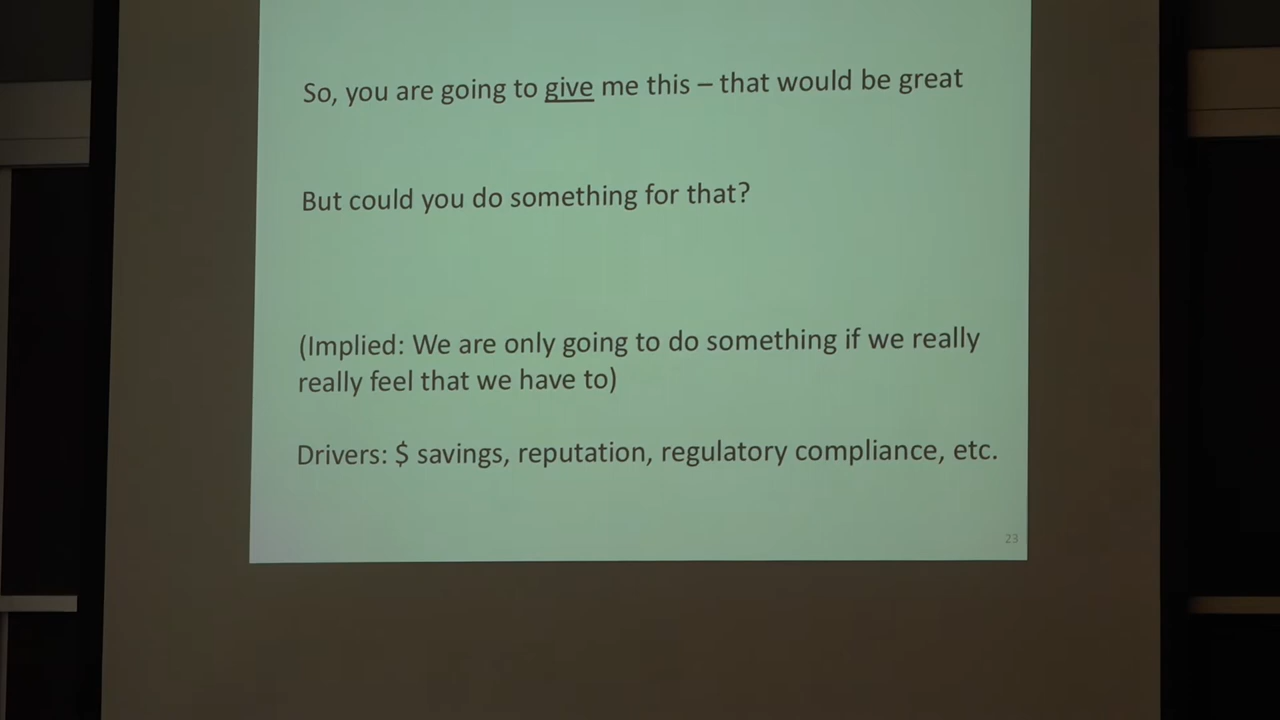 So, you are going to give me this – that would be great
But could you do something for that?
(Implied: We are only going to do something if we really
really feel that we have to)
Drivers: $ savings, reputation, regulatory compliance, etc.
23